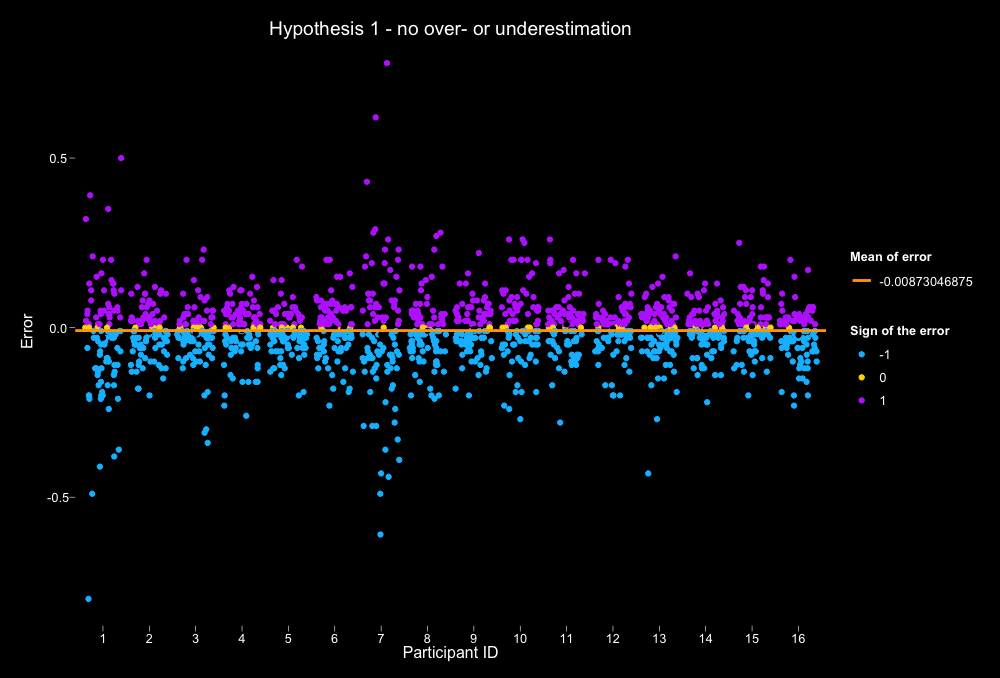 Hypothesis 1 - no over- or underestimation
Error
0.5
0.0
-0.5
1 2 3 4 5 6 7 8 9 10 11 12 13 14 15 16
Participant ID
Mean of error
-0.00873046875
Sign of the error
-1
0
1